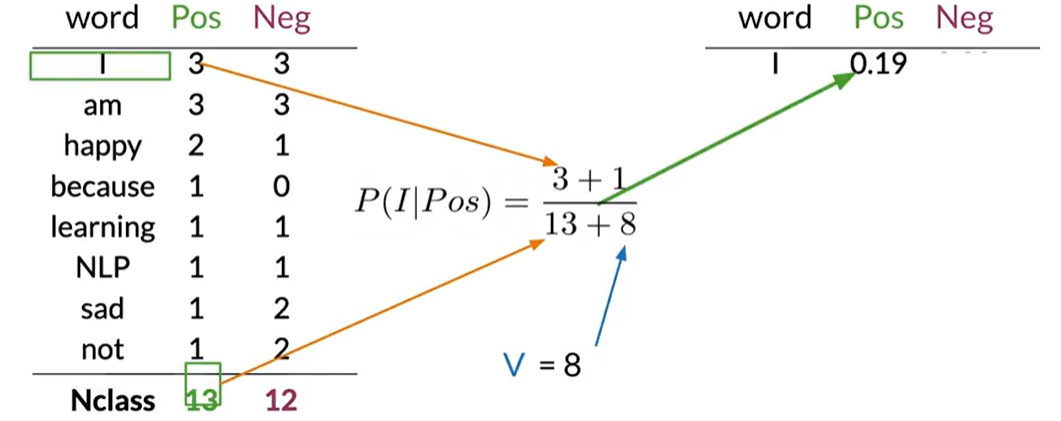 word Pos Neg
I 3 3
am 3 3
happy 2 1
because 1 0
learning 1 1
NLP 1 1
sad 1 2
not 1 2
Nclass 13 12
P(I|Pos) = 3 + 1
13 + 8
V = 8
word Pos Neg
I 0.19